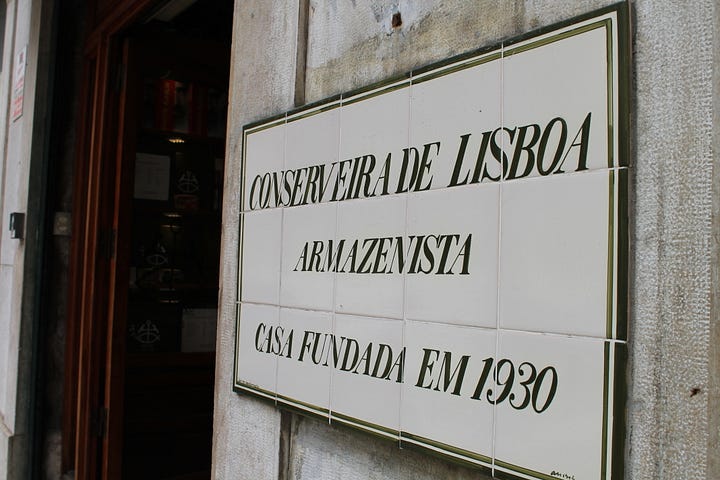 CONSERVEIRA DE LISBOA
ARMAZENISTA
CASA FUNDADA EM 1930